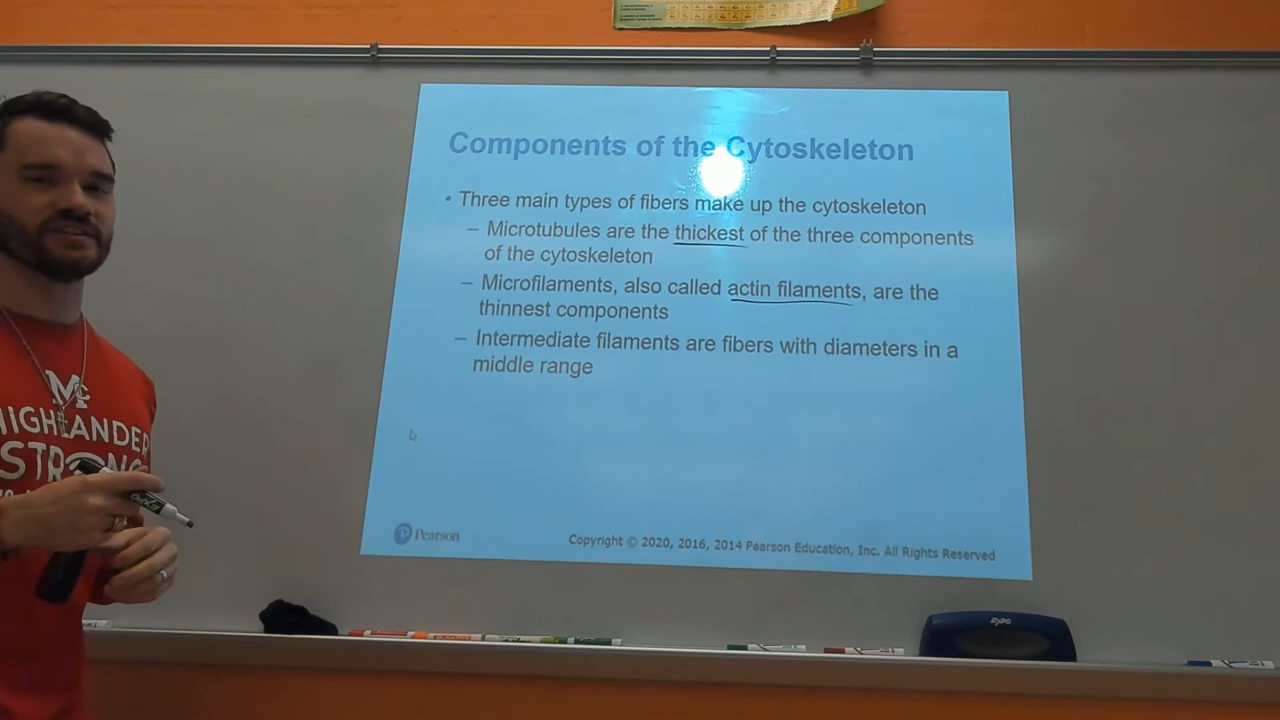 Components of the Cytoskeleton
• Three main types of fibers make up the cytoskeleton
– Microtubules are the thickest of the three components
of the cytoskeleton
– Microfilaments, also called actin filaments, are the
thinnest components
– Intermediate filaments are fibers with diameters in a
middle range
Pearson
Copyright © 2020, 2016, 2014 Pearson Education, Inc. All Rights Reserved
HIGHLANDER
STRONG
EXPO